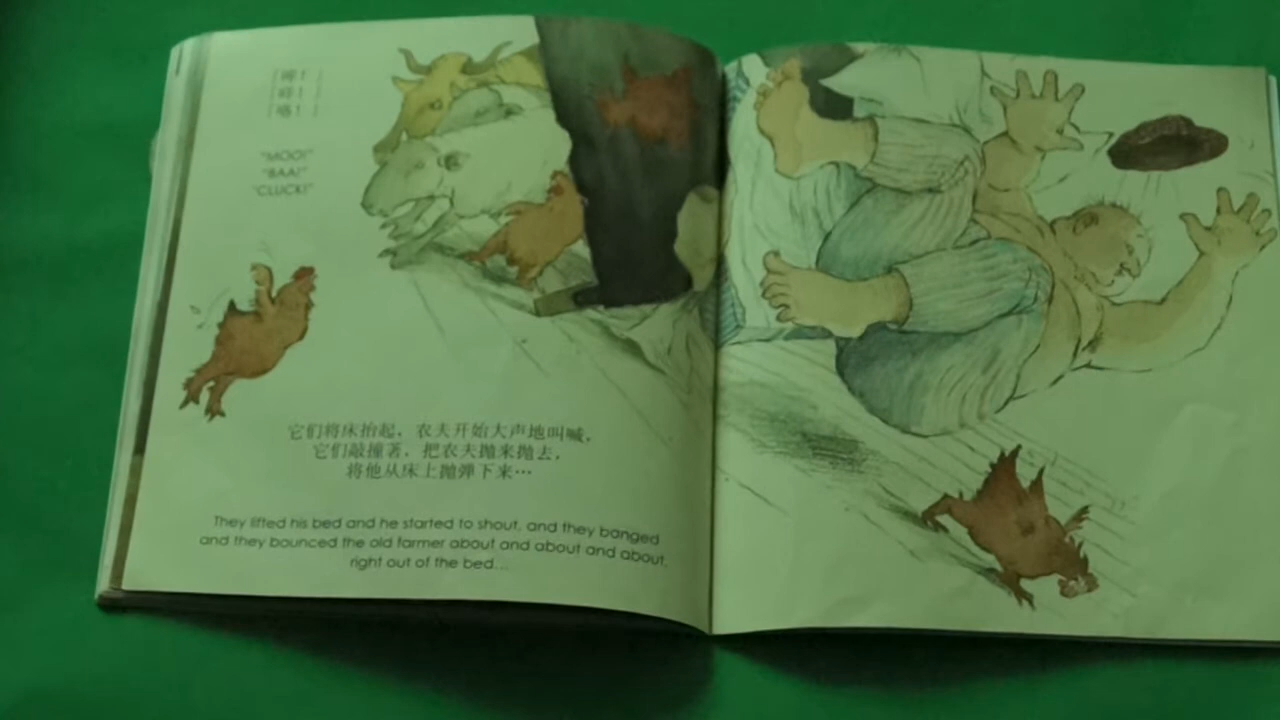 "MOO!"
"BAA!"
"CLUCK!"
它们将床抬起，农夫开始大声地叫喊，
它们敲撞著，把农夫抛来抛去，
将他从床上抛弹下来…
They lifted his bed and he started to shout, and they banged
and they bounced the old farmer about and about and about,
right out of the bed...